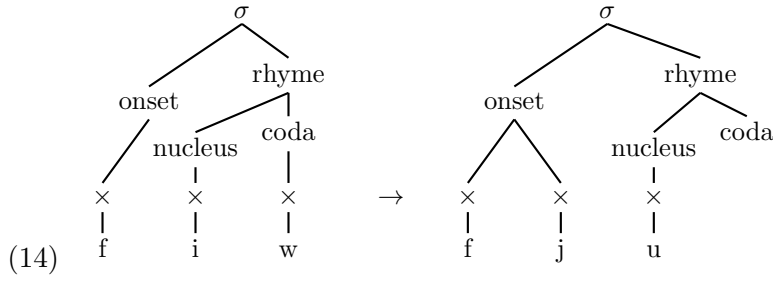 σ σ
rhyme rhyme
onset onset
coda coda
nucleus nucleus
× × × → × × ×
(14) f i w f j u